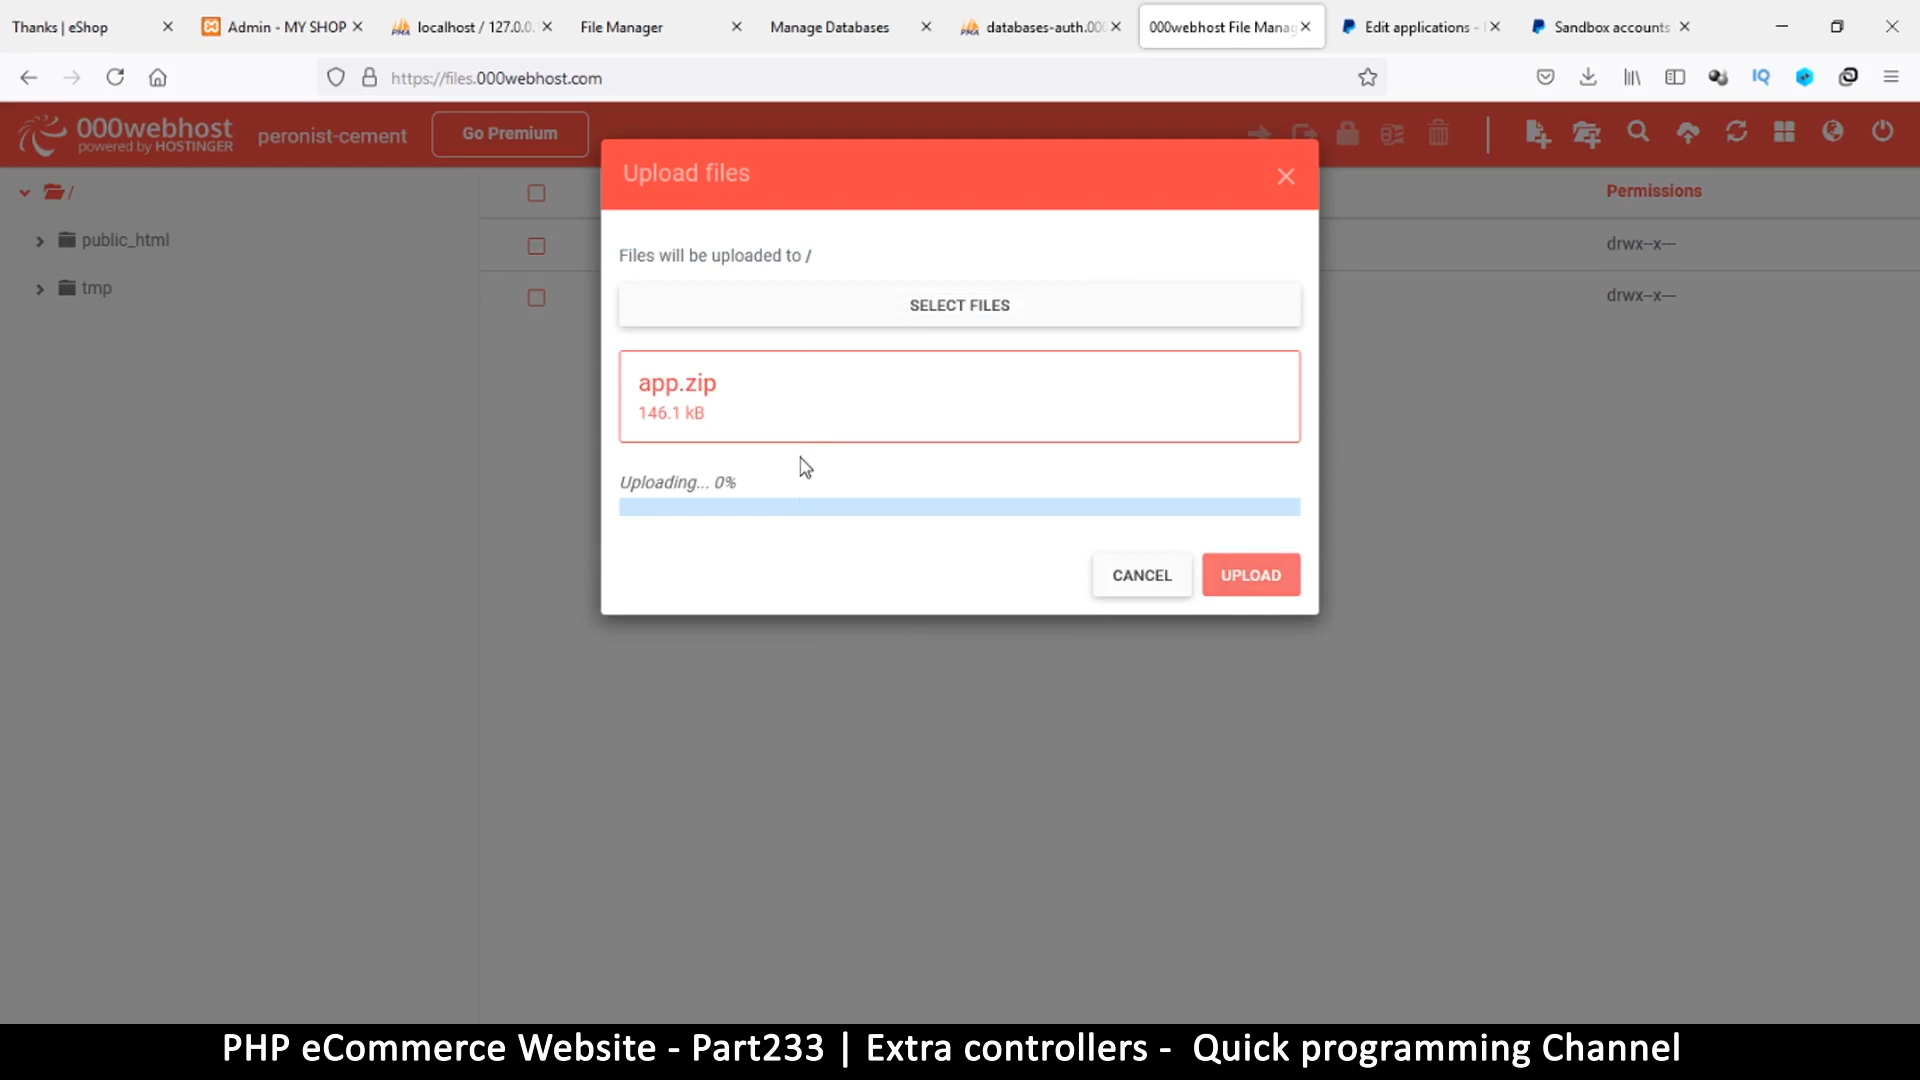 Thanks | eShop
Admin - MY SHOP
localhost / 127.0.0.
File Manager
Manage Databases
databases-auth.00
000webhost File Manag
Edit applications -
Sandbox accounts
https://files.000webhost.com
IQ
000webhost
powered by HOSTINGER
peronist-cement
Go Premium
/
public_html
tmp
Permissions
drwx--x---
drwx--x---
Upload files
Files will be uploaded to /
SELECT FILES
app.zip
146.1 kB
Uploading... 0%
CANCEL
UPLOAD
PHP eCommerce Website - Part233 | Extra controllers - Quick programming Channel